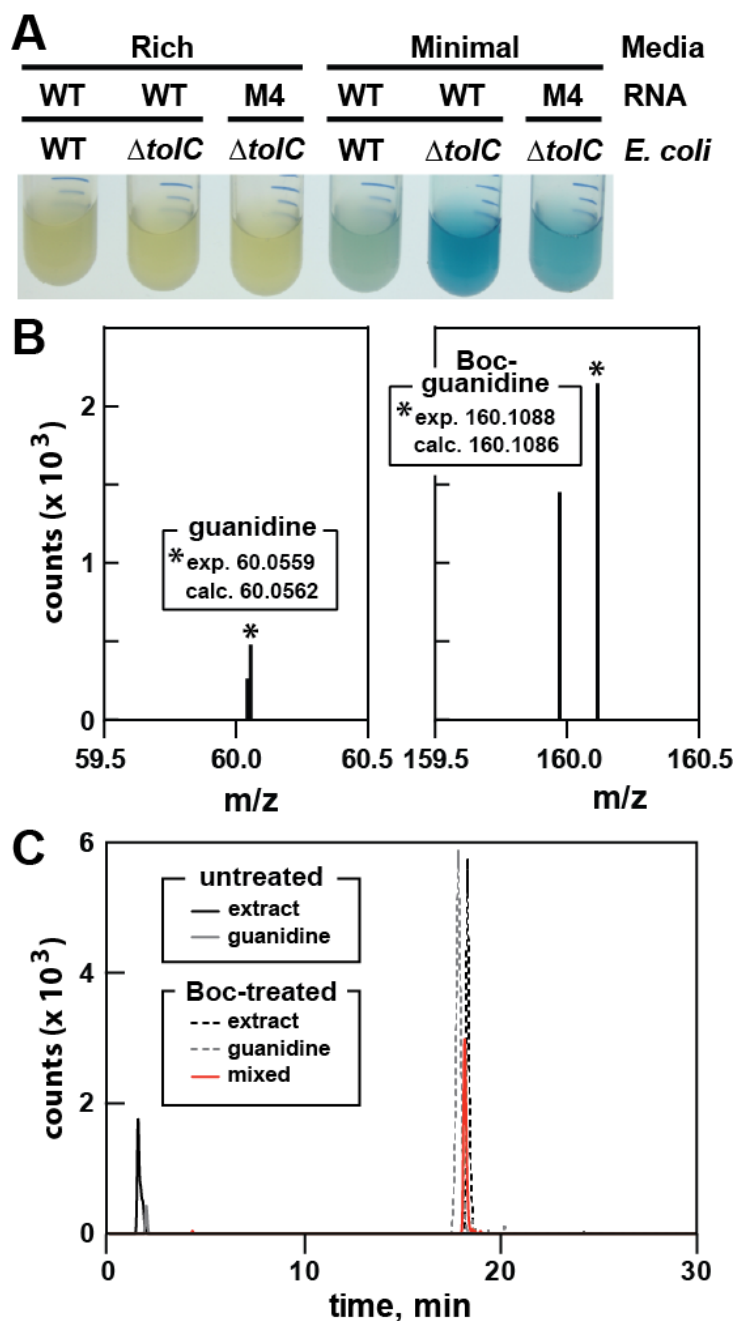 A
Rich Minimal Media
WT WT M4 WT WT M4 RNA
WT ΔtolC ΔtolC WT ΔtolC ΔtolC E. coli
B
counts (x 10³)
2
1
0
guanidine
* exp. 60.0559
calc. 60.0562
*
59.5 60.0 60.5
m/z
Boc-
guanidine
* exp. 160.1088
calc. 160.1086
*
159.5 160.0 160.5
m/z
C
counts (x 10³)
6
4
2
0
untreated
extract
guanidine
Boc-treated
extract
guanidine
mixed
0 10 20 30
time, min